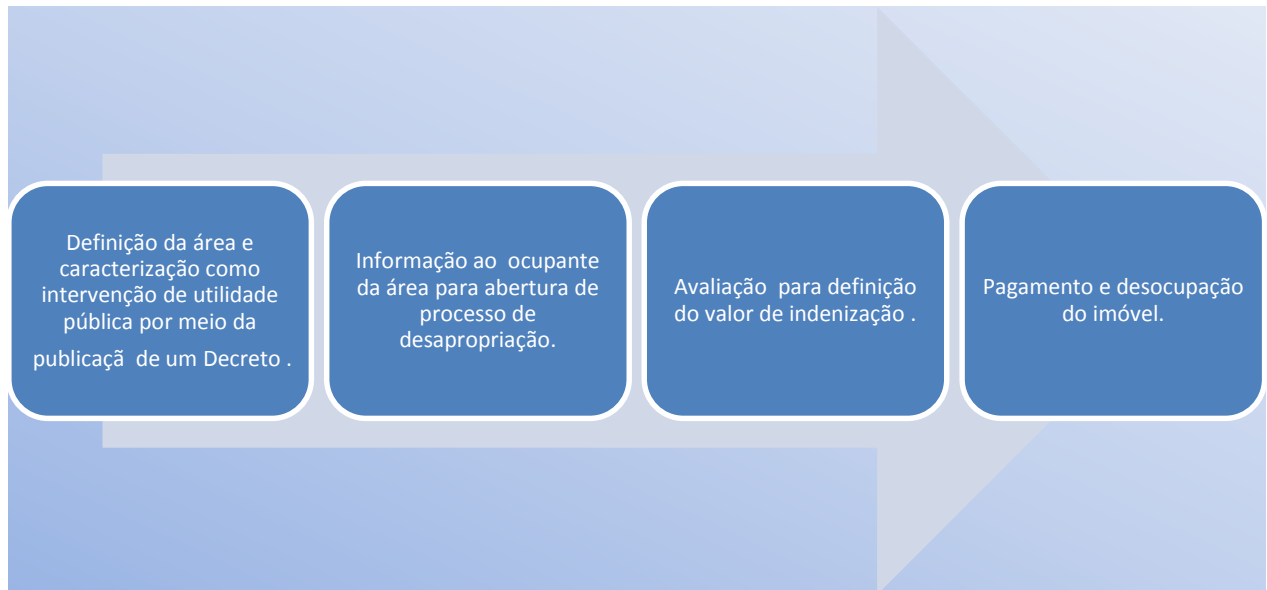 Definição da área e
caracterização como
intervenção de utilidade
pública por meio da
publicaçã  de um Decreto .
Informação ao  ocupante
da área para abertura de
processo de
desapropriação.
Avaliação  para definição
do valor de indenização .
Pagamento e desocupação
do imóvel.